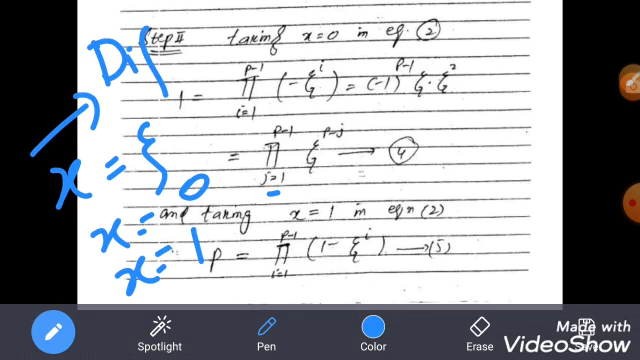 Step II taking x=0 in eq. (2)
Dif
1 = ∏_{i=1}^{p-1} (-ξ^i) = (-1)^{p-1} ξ·ξ^2
x = {
= ∏_{j=1}^{p-1} ξ^{p-j} → (4)
x = 0
and taking x=1 in eqn (2)
x = 1
p = ∏_{i=1}^{p-1} (1-ξ^i) → (5)
Spotlight Pen Color Erase Save
Made with
VideoShow